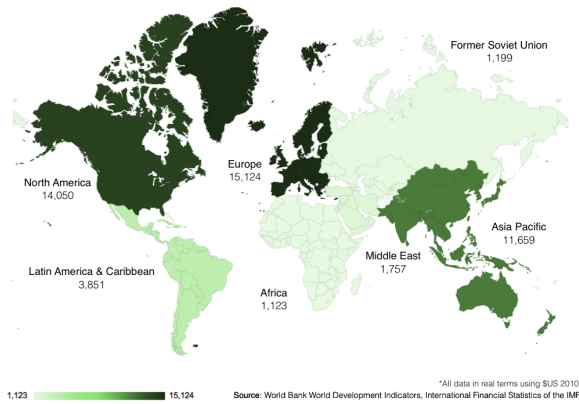 Former Soviet Union
1,199
Europe
15,124
North America
14,050
Asia Pacific
11,659
Middle East
1,757
Latin America & Caribbean
3,851
Africa
1,123
*All data in real terms using $US 2010
1,123 15,124
Source: World Bank World Development Indicators, International Financial Statistics of the IMF